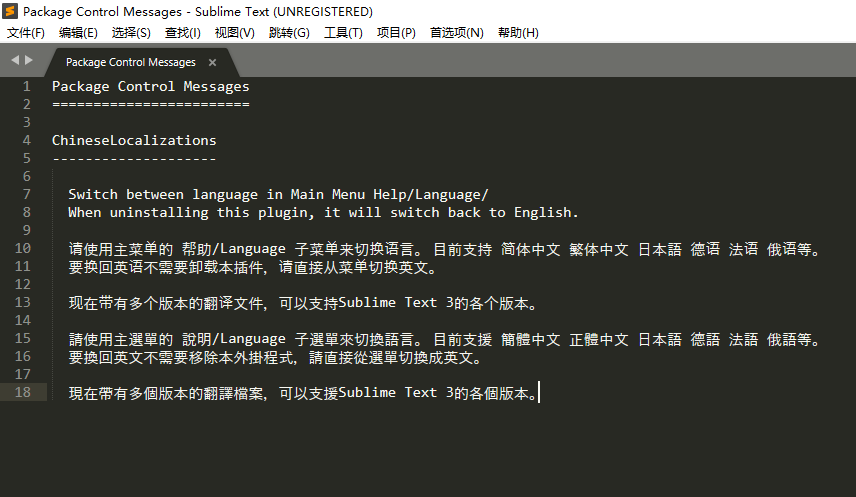 Package Control Messages - Sublime Text (UNREGISTERED)
文件(F) 编辑(E) 选择(S) 查找(I) 视图(V) 跳转(G) 工具(T) 项目(P) 首选项(N) 帮助(H)
Package Control Messages ×
1 Package Control Messages
2 ========================
3
4 ChineseLocalizations
5 --------------------
6
7 Switch between language in Main Menu Help/Language/
8 When uninstalling this plugin, it will switch back to English.
9
10 请使用主菜单的 帮助/Language 子菜单来切换语言。目前支持 简体中文 繁体中文 日本語 德语 法语 俄语等。
11 要换回英语不需要卸载本插件，请直接从菜单切换英文。
12
13 现在带有多个版本的翻译文件，可以支持Sublime Text 3的各个版本。
14
15 請使用主選單的 說明/Language 子選單來切換語言。目前支援 簡體中文 正體中文 日本語 德語 法語 俄語等。
16 要換回英文不需要移除本外掛程式，請直接從選單切換成英文。
17
18 現在帶有多個版本的翻譯檔案，可以支援Sublime Text 3的各個版本。